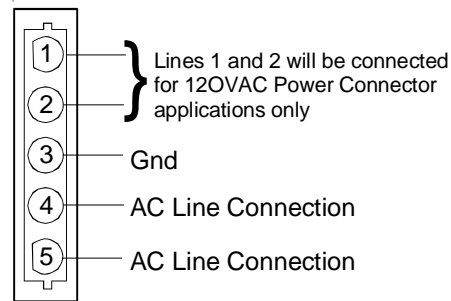 1
2
Lines 1 and 2 will be connected
for 12OVAC Power Connector
applications only
3 Gnd
4 AC Line Connection
5 AC Line Connection